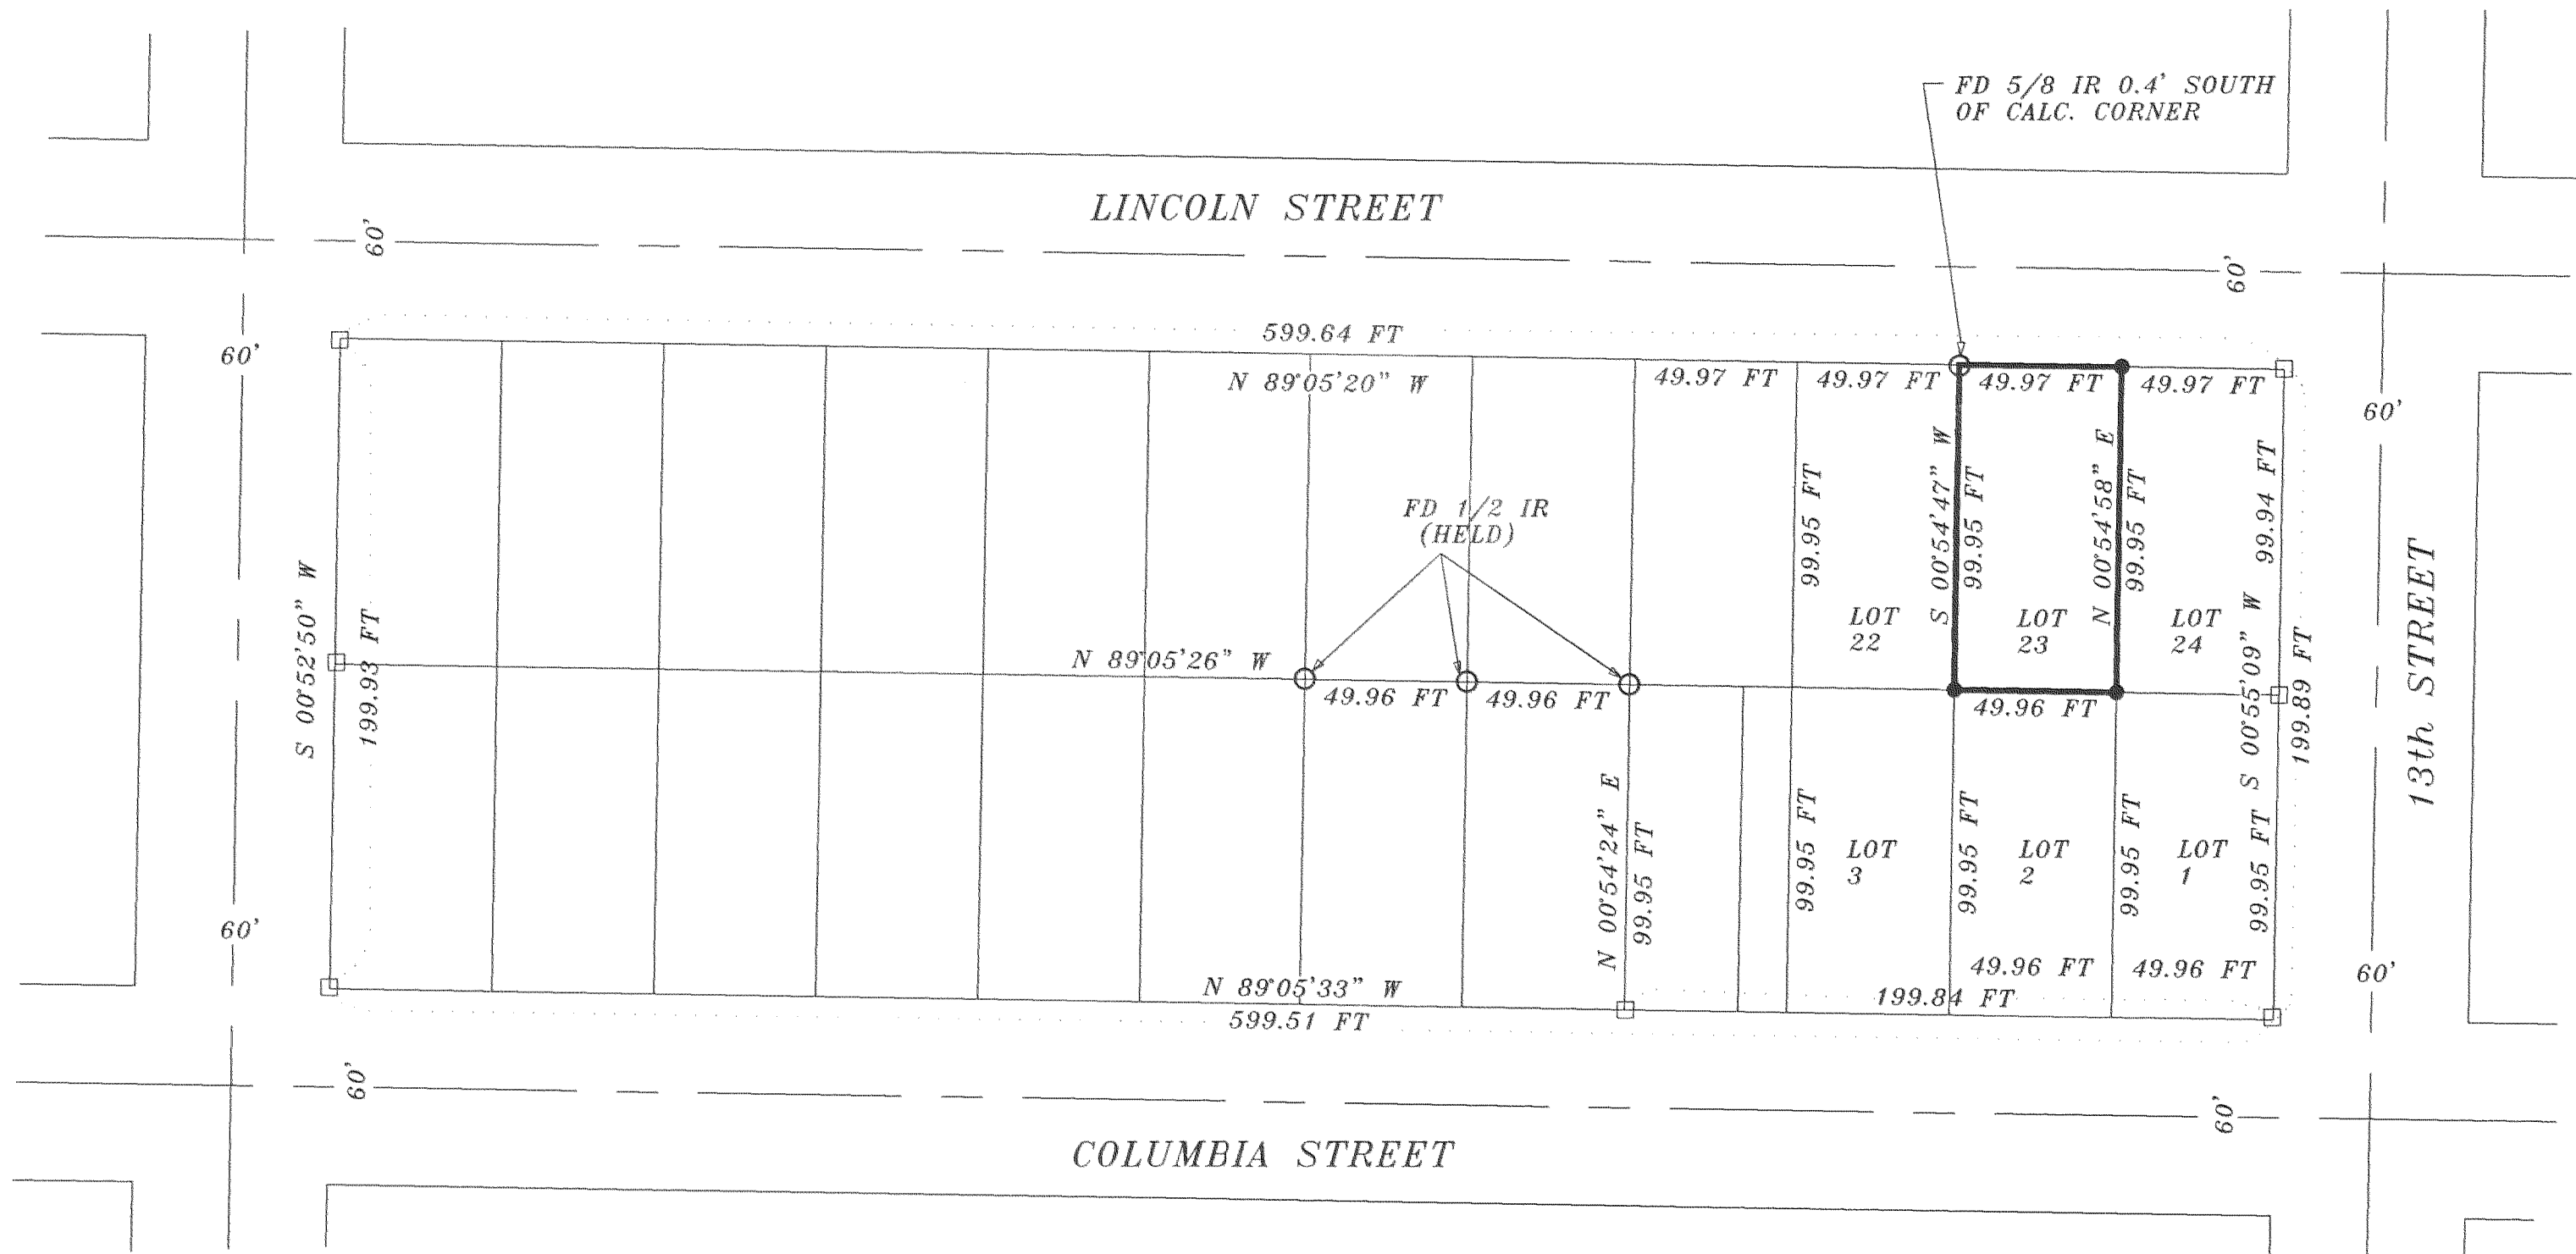 FD 5/8 IR 0.4' SOUTH
OF CALC. CORNER
LINCOLN STREET
60'
60'
60'
599.64 FT
N 89°05'20" W
60'
49.97 FT
49.97 FT
49.97 FT
49.97 FT
S 00°54'47" W
99.95 FT
99.95 FT
N 00°54'58" E
99.95 FT
99.94 FT
FD 1/2 IR
(HELD)
S 00°52'50" W
199.93 FT
LOT
22
LOT
23
LOT
24
S 00°55'09" W
199.89 FT
13th STREET
N 89°05'26" W
49.96 FT
49.96 FT
49.96 FT
N 00°54'24" E
99.95 FT
99.95 FT
99.95 FT
99.95 FT
99.95 FT
LOT
3
LOT
2
LOT
1
60'
60'
49.96 FT
49.96 FT
N 89°05'33" W
199.84 FT
599.51 FT
60'
60'
COLUMBIA STREET